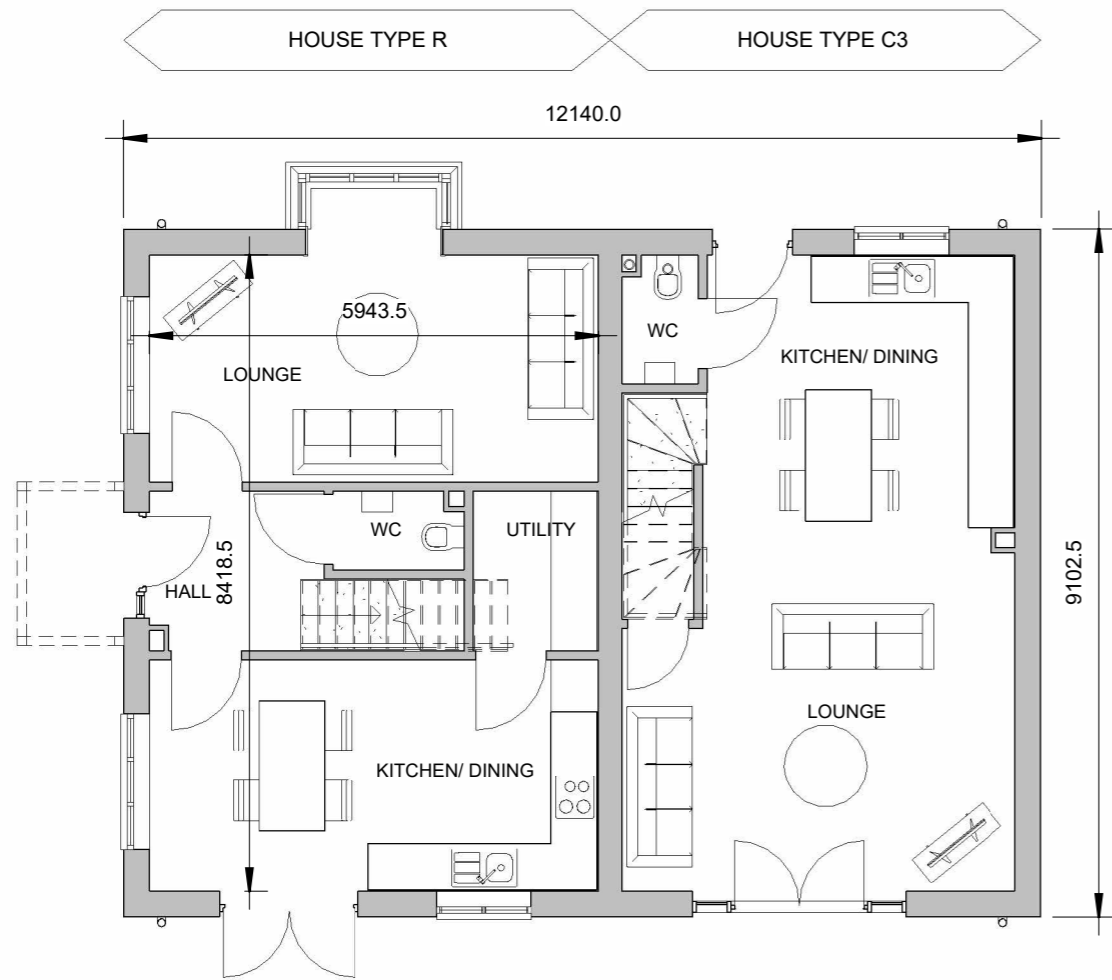 HOUSE TYPE R
HOUSE TYPE C3
12140.0
5943.5
LOUNGE
WC
KITCHEN/ DINING
WC
UTILITY
HALL
8418.5
9102.5
LOUNGE
KITCHEN/ DINING